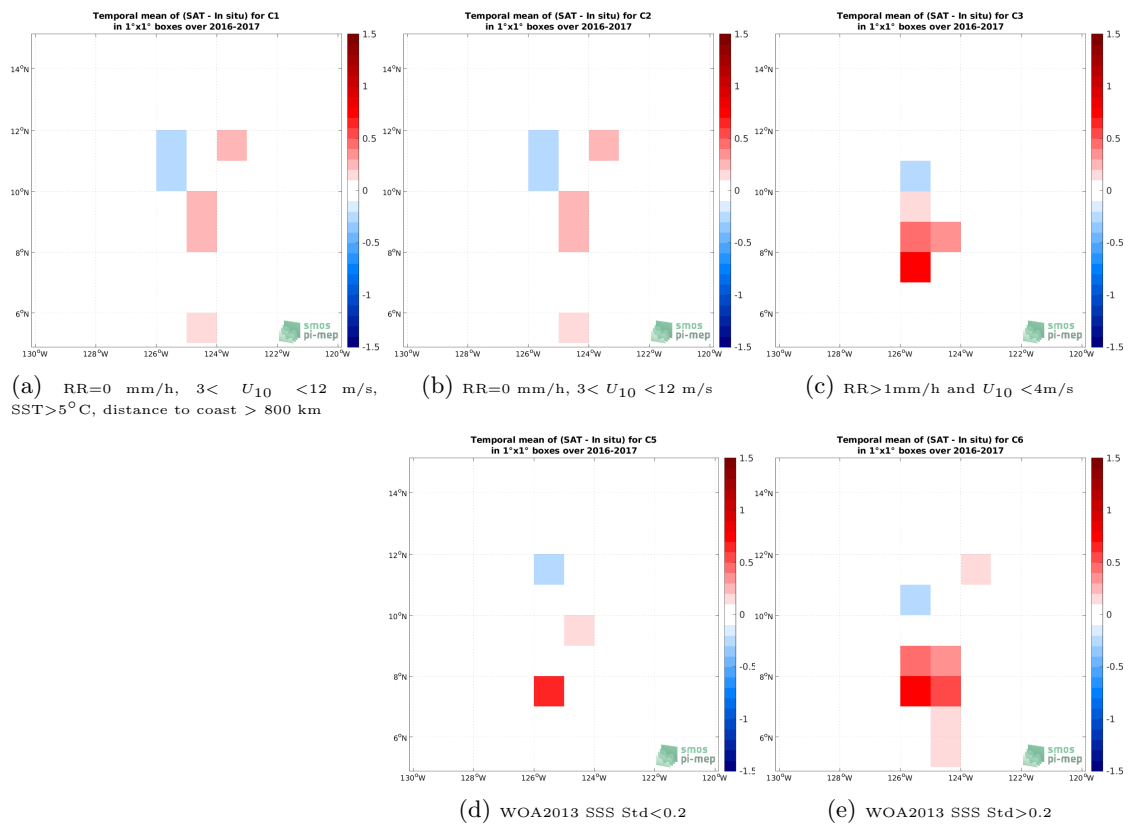 Temporal mean of (SAT - In situ) for C1
in 1°x1° boxes over 2016-2017
14°N
12°N
10°N
8°N
6°N
130°W 128°W 126°W 124°W 122°W 120°W
1.5
1
0.5
0
-0.5
-1
-1.5
smos
pi-mep
(a) RR=0 mm/h, 3< U10 <12 m/s,
SST>5°C, distance to coast > 800 km
Temporal mean of (SAT - In situ) for C2
in 1°x1° boxes over 2016-2017
14°N
12°N
10°N
8°N
6°N
130°W 128°W 126°W 124°W 122°W 120°W
1.5
1
0.5
0
-0.5
-1
-1.5
smos
pi-mep
(b) RR=0 mm/h, 3< U10 <12 m/s
Temporal mean of (SAT - In situ) for C3
in 1°x1° boxes over 2016-2017
14°N
12°N
10°N
8°N
6°N
130°W 128°W 126°W 124°W 122°W 120°W
1.5
1
0.5
0
-0.5
-1
-1.5
smos
pi-mep
(c) RR>1mm/h and U10 <4m/s
Temporal mean of (SAT - In situ) for C5
in 1°x1° boxes over 2016-2017
14°N
12°N
10°N
8°N
6°N
130°W 128°W 126°W 124°W 122°W 120°W
1.5
1
0.5
0
-0.5
-1
-1.5
smos
pi-mep
(d) WOA2013 SSS Std<0.2
Temporal mean of (SAT - In situ) for C6
in 1°x1° boxes over 2016-2017
14°N
12°N
10°N
8°N
6°N
130°W 128°W 126°W 124°W 122°W 120°W
1.5
1
0.5
0
-0.5
-1
-1.5
smos
pi-mep
(e) WOA2013 SSS Std>0.2